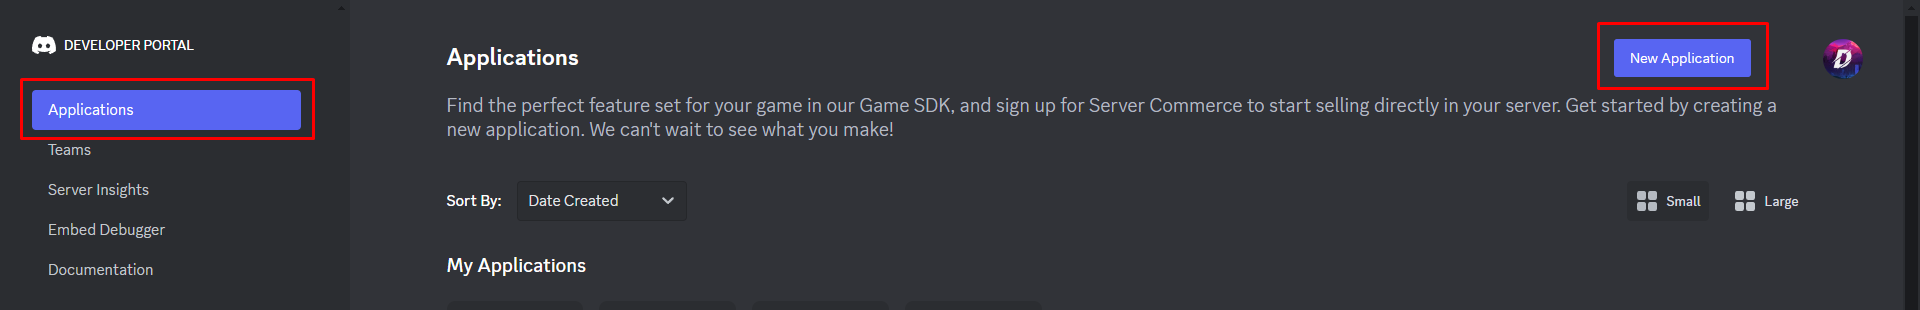 DEVELOPER PORTAL
Applications
Teams
Server Insights
Embed Debugger
Documentation
Applications
New Application
Find the perfect feature set for your game in our Game SDK, and sign up for Server Commerce to start selling directly in your server. Get started by creating a
new application. We can't wait to see what you make!
Sort By: Date Created
Small Large
My Applications